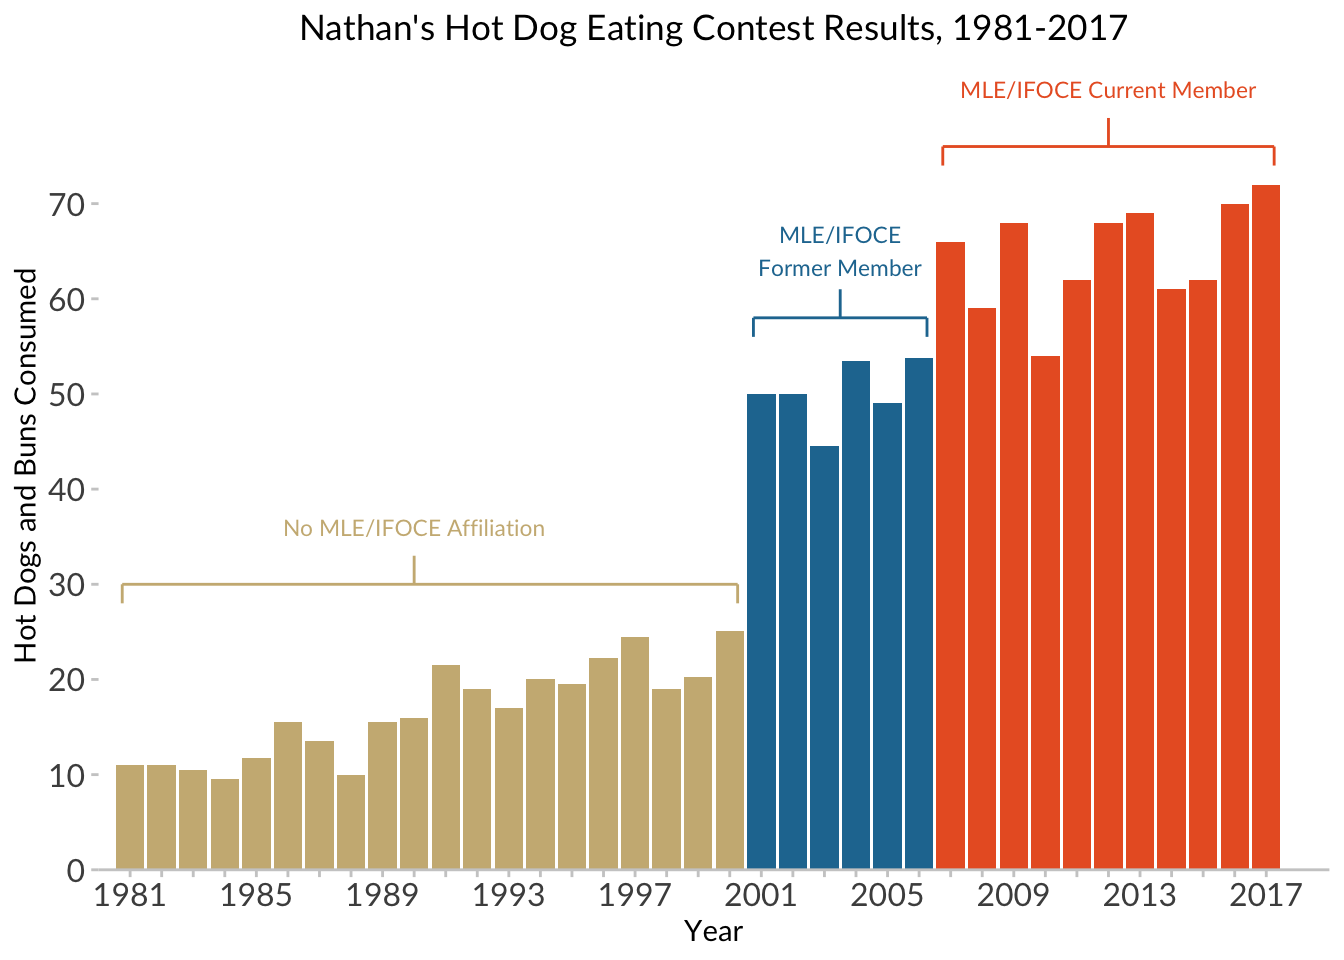 Nathan's Hot Dog Eating Contest Results, 1981-2017
MLE/IFOCE Current Member
MLE/IFOCE
Former Member
No MLE/IFOCE Affiliation
Hot Dogs and Buns Consumed
70
60
50
40
30
20
10
0
1981 1985 1989 1993 1997 2001 2005 2009 2013 2017
Year